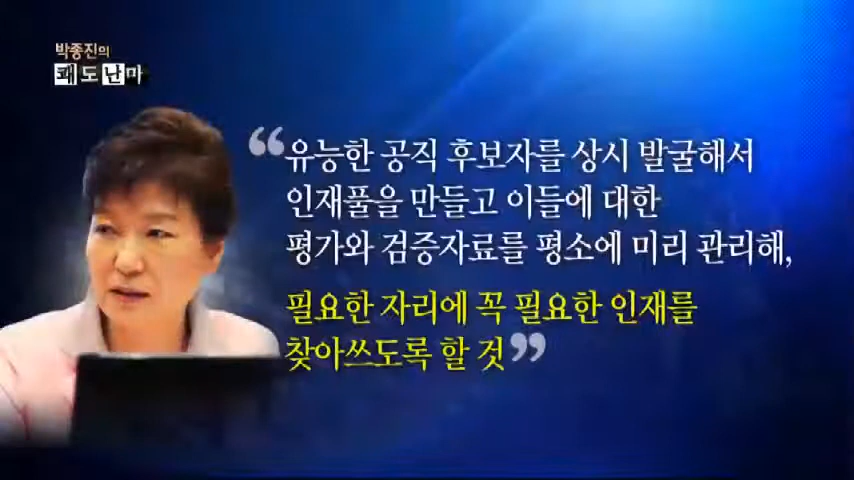 박종진의
쾌도난마
“유능한 공직 후보자를 상시 발굴해서
인재풀을 만들고 이들에 대한
평가와 검증자료를 평소에 미리 관리해,
필요한 자리에 꼭 필요한 인재를
찾아쓰도록 할 것”